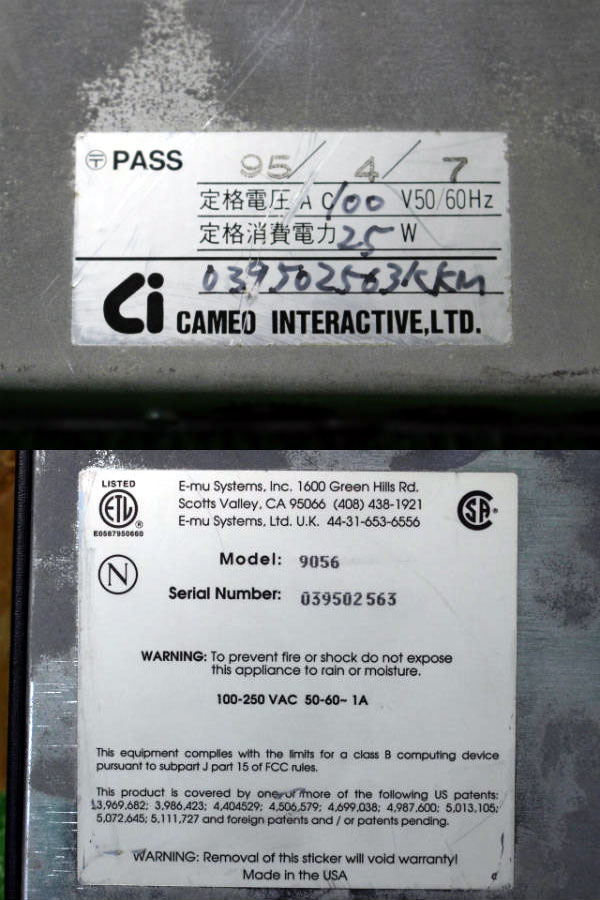 〒 PASS 95/ 4/ 7
定格電圧 AC 100 V50/60Hz
定格消費電力 25 W
039502563KKM
Ci CAMEO INTERACTIVE,LTD.
LISTED
ETL
®
E0587950660
E-mu Systems, Inc. 1600 Green Hills Rd.
Scotts Valley, CA 95066 (408) 438-1921
E-mu Systems, Ltd. U.K. 44-31-653-6556
SA®
N
Model: 9056
Serial Number: 039502563
WARNING: To prevent fire or shock do not expose
this appliance to rain or moisture.
100-250 VAC 50-60~ 1A
This equipment complies with the limits for a class B computing device
pursuant to subpart J part 15 of FCC rules.
This product is covered by one or more of the following US patents:
3,969,682; 3,986,423; 4,404529; 4,506,579; 4,699,038; 4,987,600; 5,013,105;
5,072,645; 5,111,727 and foreign patents and / or patents pending.
WARNING: Removal of this sticker will void warranty!
Made in the USA